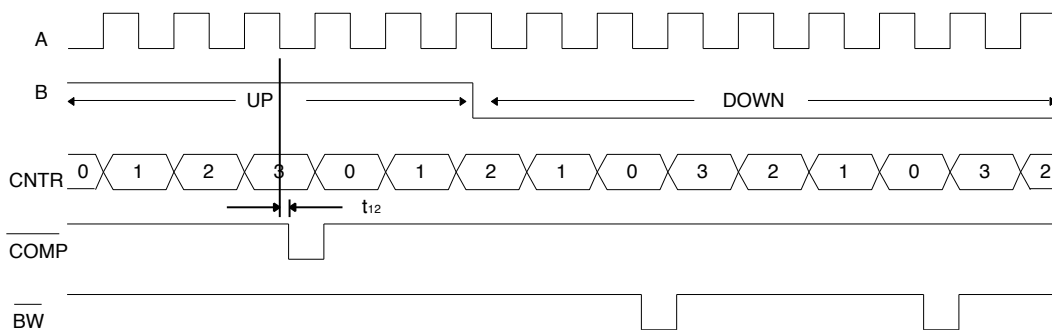 A
B UP DOWN
CNTR 0 1 2 3 0 1 2 1 0 3 2 1 0 3 2
t₁₂
COMP
BW